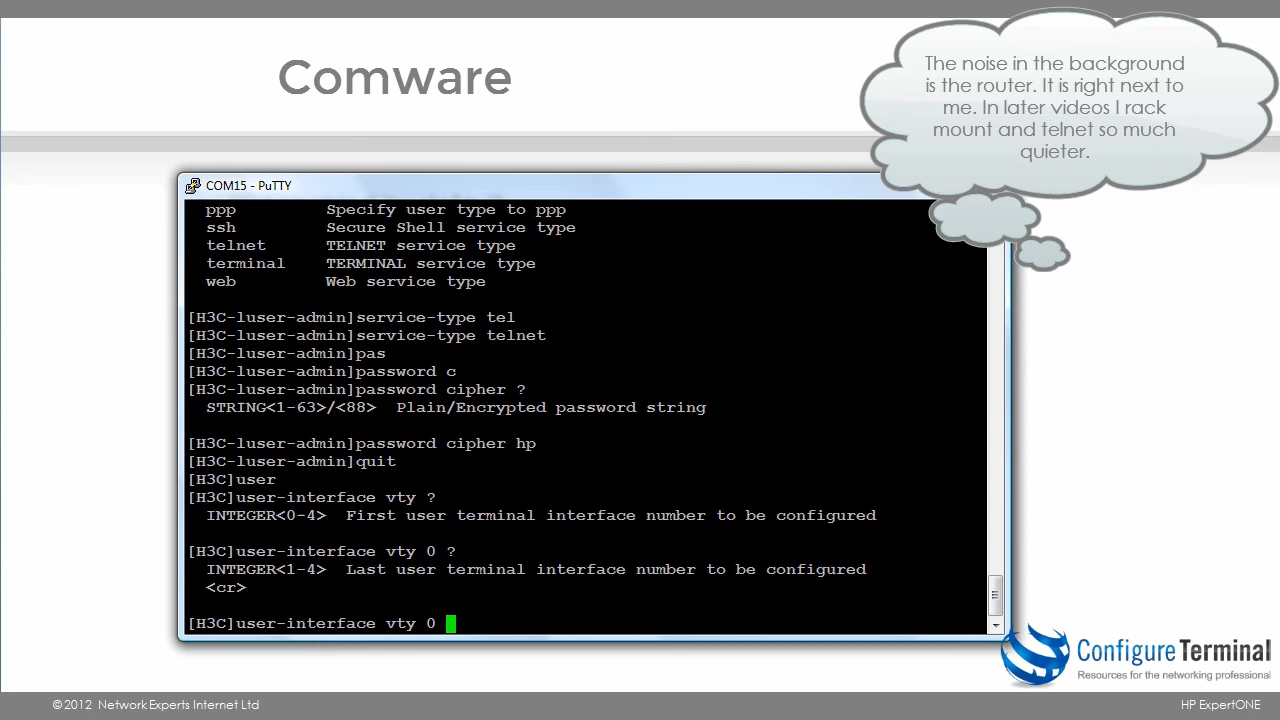 Comware
The noise in the background
is the router. It is right next to
me. In later videos I rack
mount and telnet so much
quieter.
COM15 - PuTTY
ppp Specify user type to ppp
ssh Secure Shell service type
telnet TELNET service type
terminal TERMINAL service type
web Web service type
[H3C-luser-admin]service-type tel
[H3C-luser-admin]service-type telnet
[H3C-luser-admin]pas
[H3C-luser-admin]password c
[H3C-luser-admin]password cipher ?
STRING<1-63>/<88> Plain/Encrypted password string
[H3C-luser-admin]password cipher hp
[H3C-luser-admin]quit
[H3C]user
[H3C]user-interface vty ?
INTEGER<0-4> First user terminal interface number to be configured
[H3C]user-interface vty 0 ?
INTEGER<1-4> Last user terminal interface number to be configured
<cr>
[H3C]user-interface vty 0
Configure Terminal
Resources for the networking professional
©2012 Network Experts Internet Ltd
HP ExpertONE